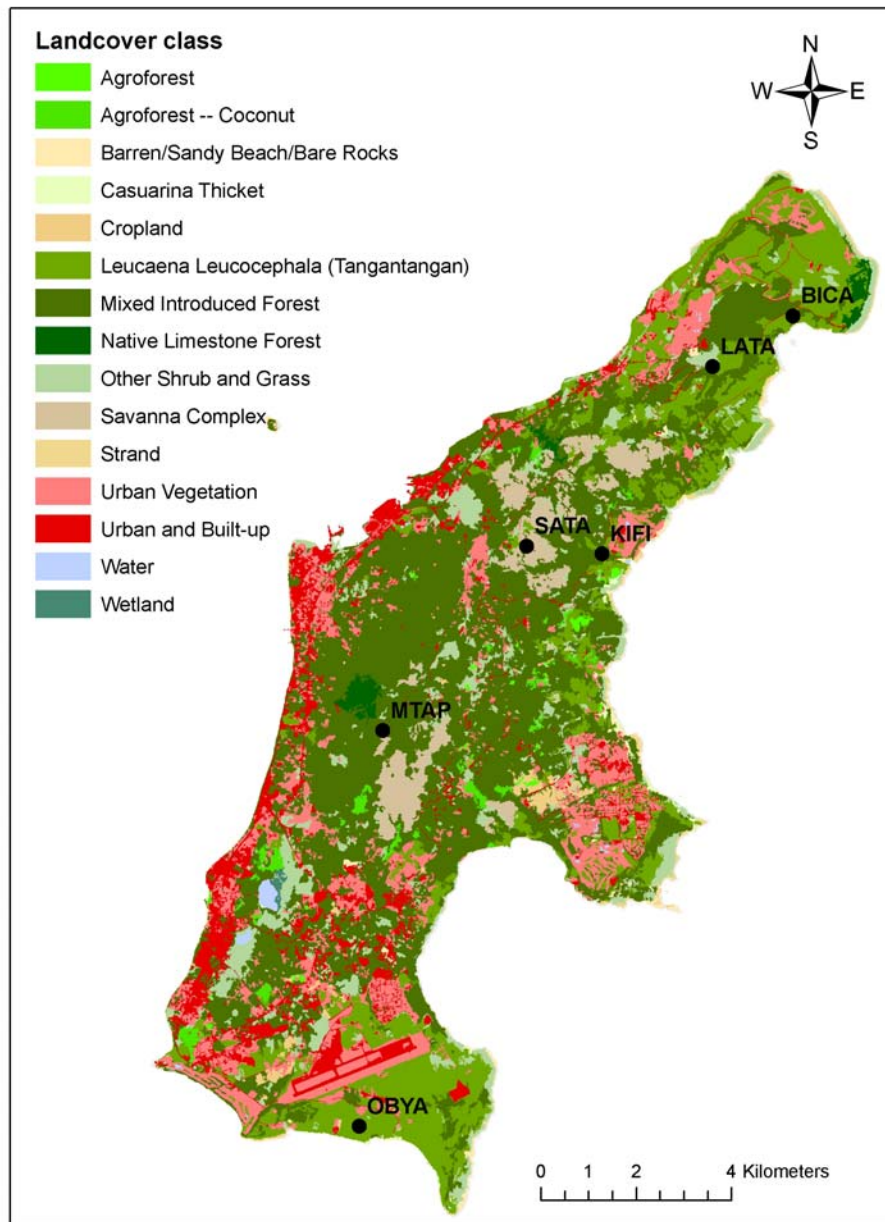 Landcover class
Agroforest
Agroforest -- Coconut
Barren/Sandy Beach/Bare Rocks
Casuarina Thicket
Cropland
Leucaena Leucocephala (Tangantangan)
Mixed Introduced Forest
Native Limestone Forest
Other Shrub and Grass
Savanna Complex
Strand
Urban Vegetation
Urban and Built-up
Water
Wetland
N
W E
S
BICA
LATA
SATA
KIFI
MTAP
OBYA
0 1 2 4 Kilometers